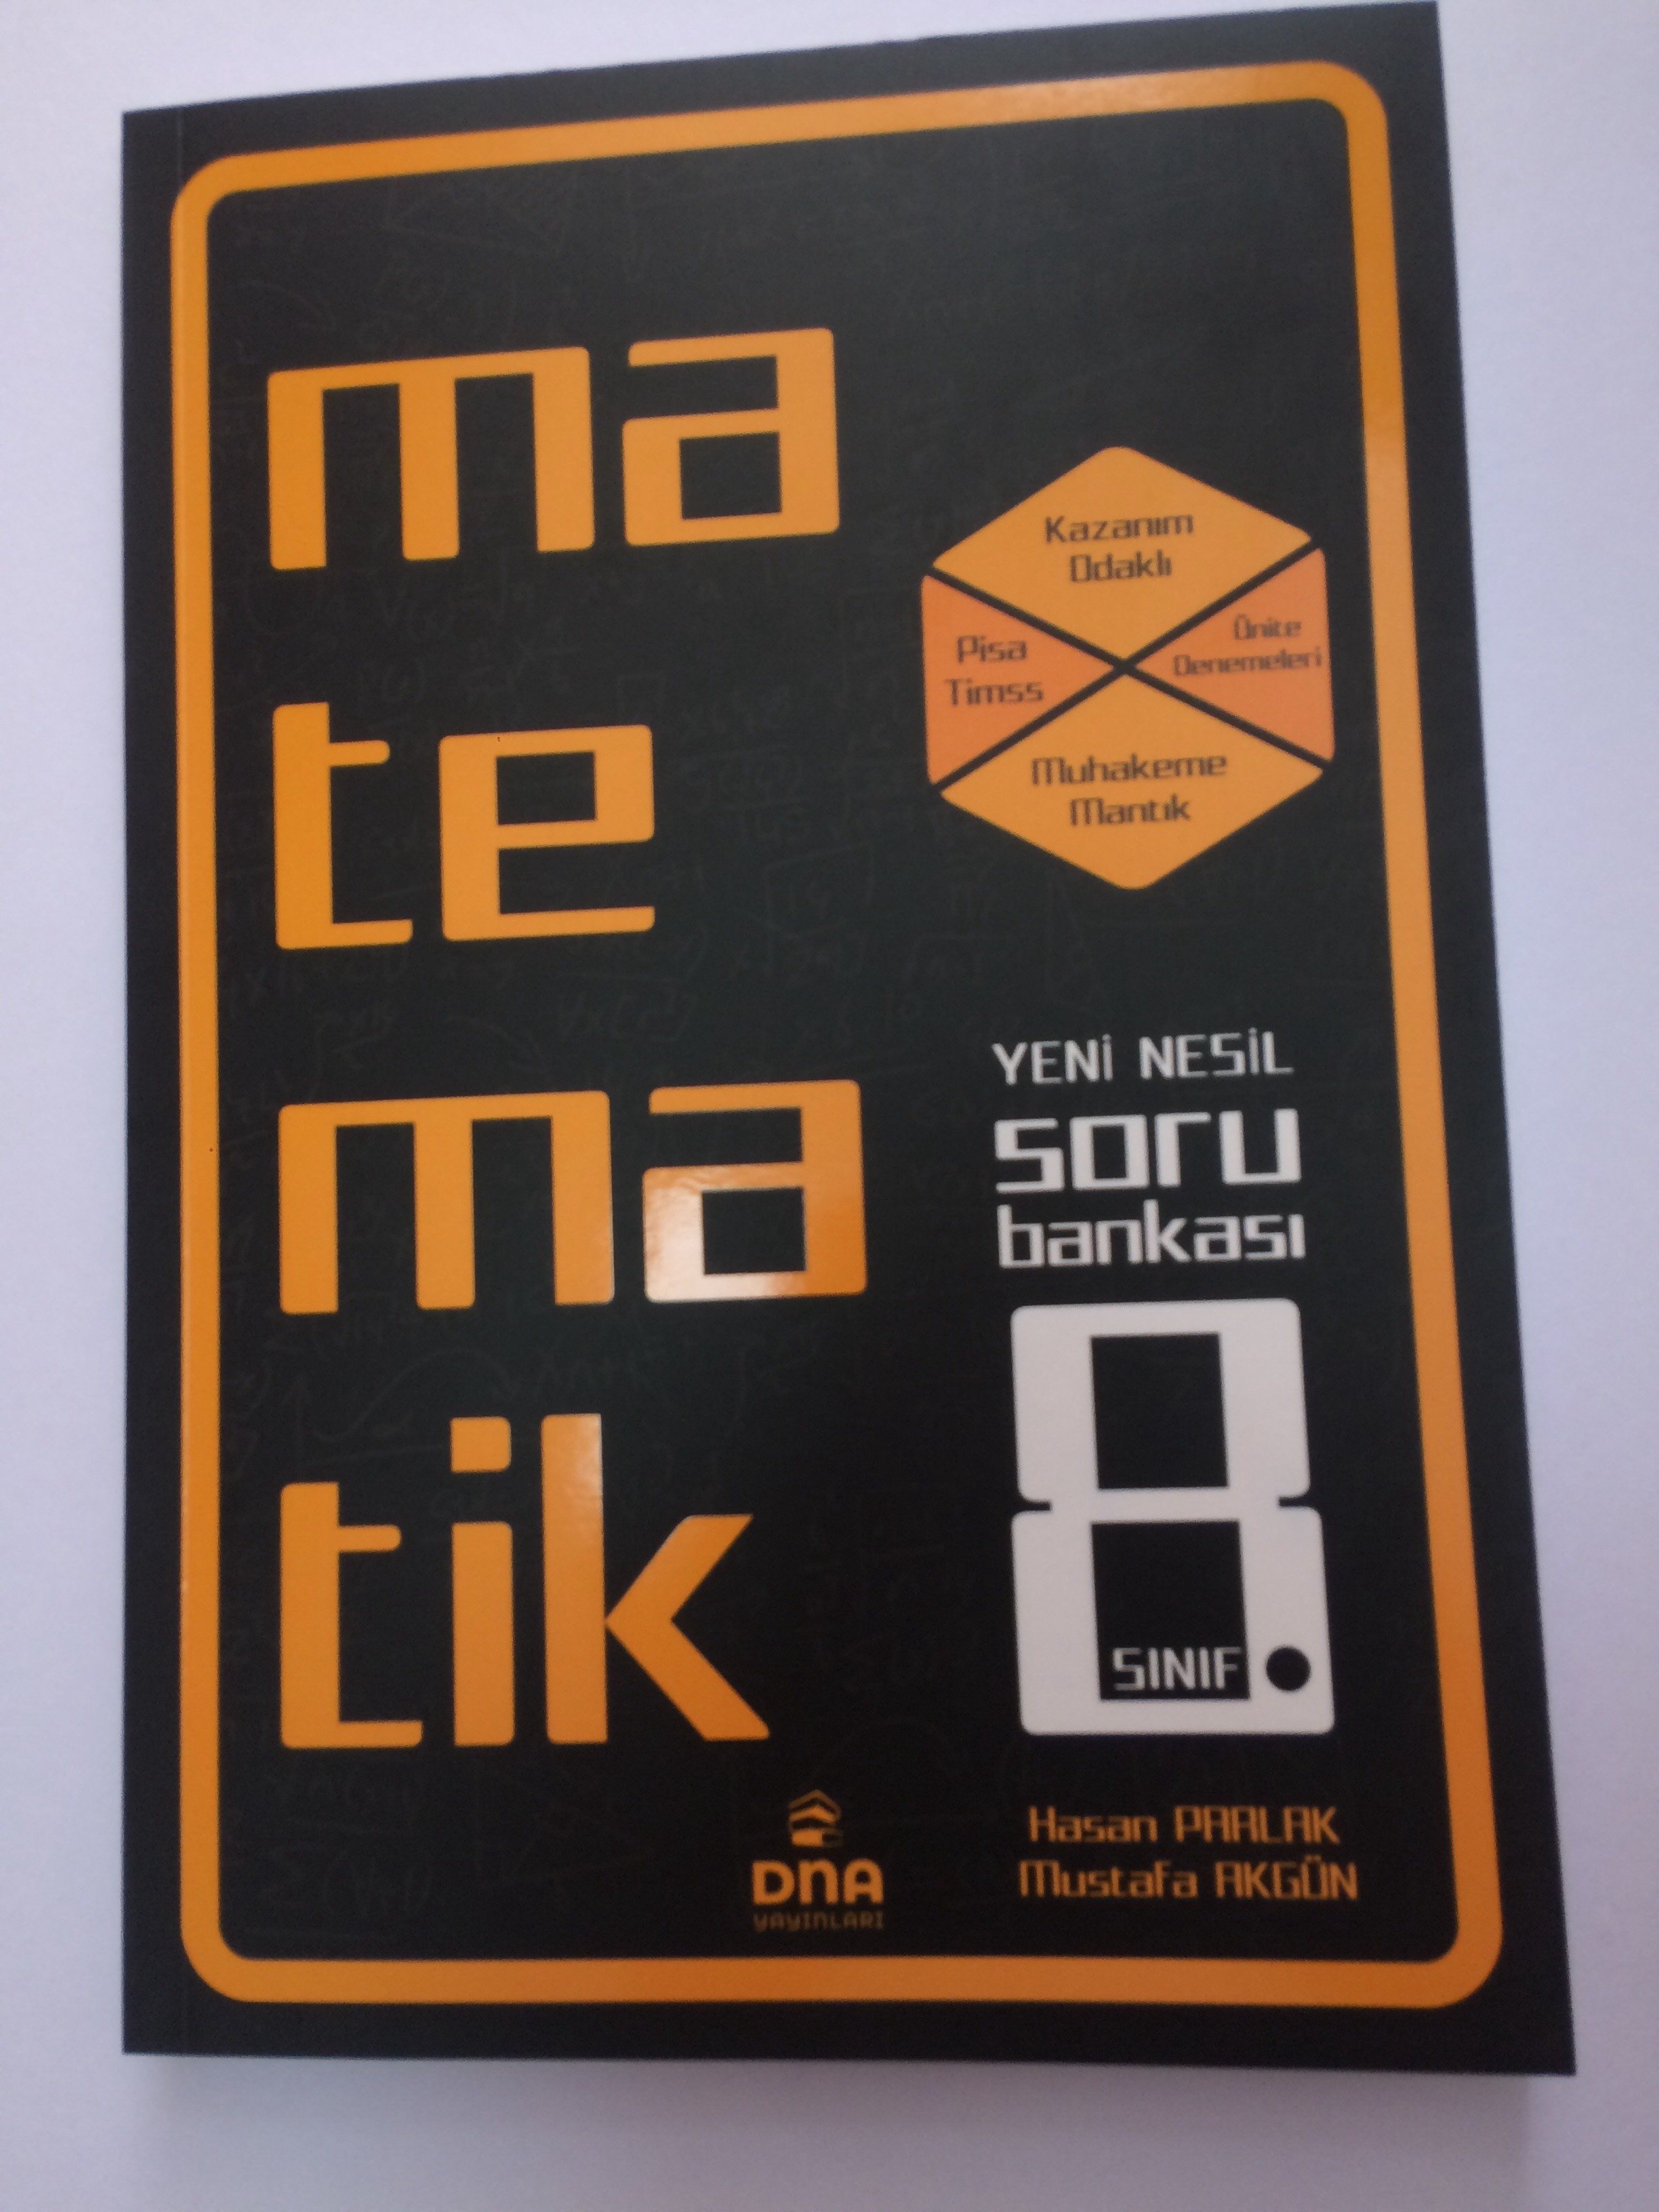 ma
te
ma
tik
Kazanım
Odaklı
Pisa
Timss
Ünite
Denemeleri
Muhakeme
Mantık
YENİ NESİL
soru
bankası
8.
SINIF
Hasan PARLAK
Mustafa AKGÜN
DNA
YAYINLARI